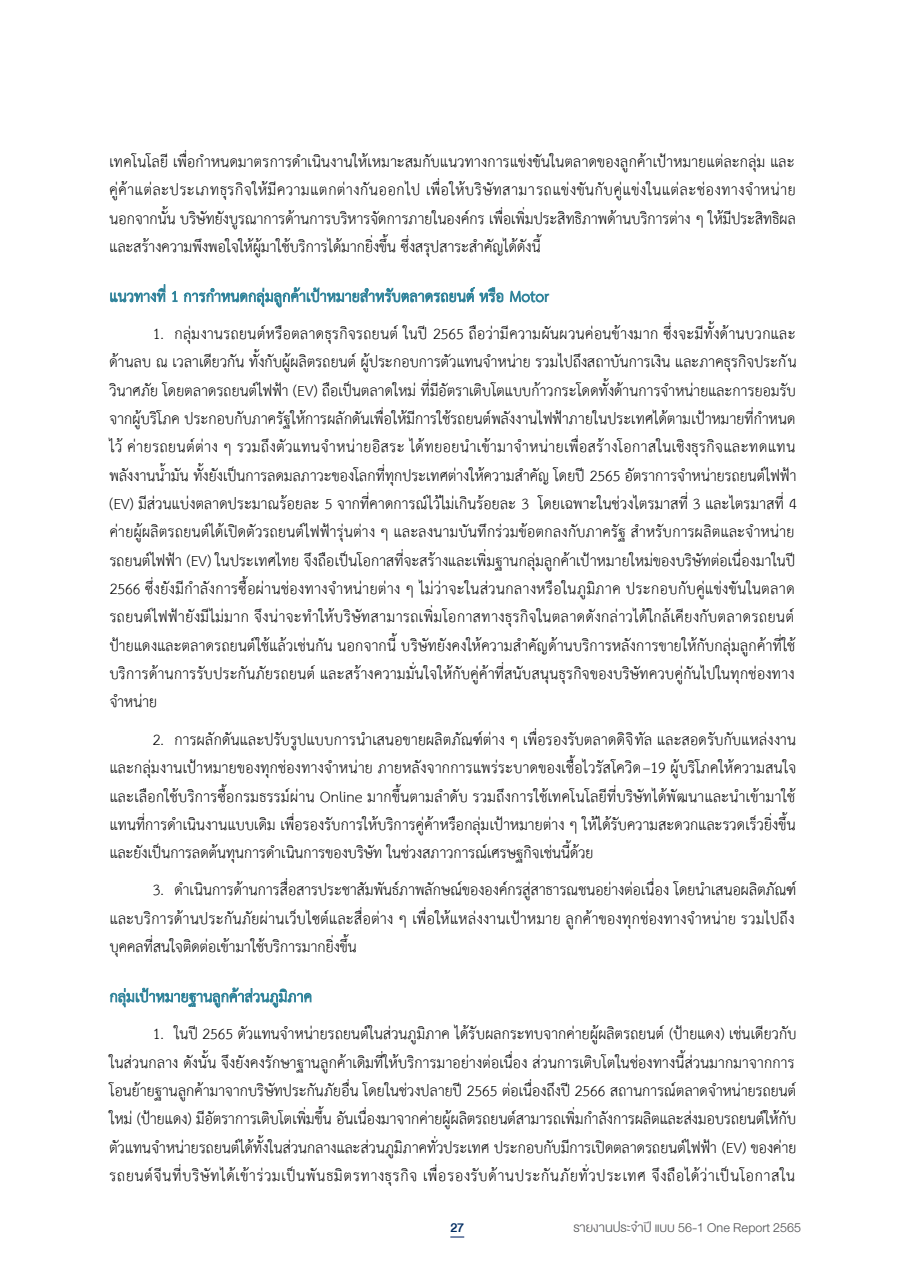 เทคโนโลยี เพื่อกำหนดมาตรการดำเนินงานให้เหมาะสมกับแนวทางการแข่งขันในตลาดของลูกค้าเป้าหมายแต่ละกลุ่ม และ
คู่ค้าแต่ละประเภทธุรกิจให้มีความแตกต่างกันออกไป เพื่อให้บริษัทสามารถแข่งขันกับคู่แข่งในแต่ละช่องทางจำหน่าย
นอกจากนั้น บริษัทยังบูรณาการด้านการบริหารจัดการภายในองค์กร เพื่อเพิ่มประสิทธิภาพด้านบริการต่าง ๆ ให้มีประสิทธิผล
และสร้างความพึงพอใจให้ผู้มาใช้บริการได้มากยิ่งขึ้น ซึ่งสรุปสาระสำคัญได้ดังนี้
แนวทางที่ 1 การกำหนดกลุ่มลูกค้าเป้าหมายสำหรับตลาดรถยนต์ หรือ Motor
1. กลุ่มงานรถยนต์หรือตลาดธุรกิจรถยนต์ ในปี 2565 ถือว่ามีความผันผวนค่อนข้างมาก ซึ่งจะมีทั้งด้านบวกและ
ด้านลบ ณ เวลาเดียวกัน ทั้งกับผู้ผลิตรถยนต์ ผู้ประกอบการตัวแทนจำหน่าย รวมไปถึงสถาบันการเงิน และภาคธุรกิจประกัน
วินาศภัย โดยตลาดรถยนต์ไฟฟ้า (EV) ถือเป็นตลาดใหม่ ที่มีอัตราเติบโตแบบก้าวกระโดดทั้งด้านการจำหน่ายและการยอมรับ
จากผู้บริโภค ประกอบกับภาครัฐให้การผลักดันเพื่อให้มีการใช้รถยนต์พลังงานไฟฟ้าภายในประเทศได้ตามเป้าหมายที่กำหนด
ไว้ ค่ายรถยนต์ต่าง ๆ รวมถึงตัวแทนจำหน่ายอิสระ ได้ทยอยนำเข้ามาจำหน่ายเพื่อสร้างโอกาสในเชิงธุรกิจและทดแทน
พลังงานน้ำมัน ทั้งยังเป็นการลดมลภาวะของโลกที่ทุกประเทศต่างให้ความสำคัญ โดยปี 2565 อัตราการจำหน่ายรถยนต์ไฟฟ้า
(EV) มีส่วนแบ่งตลาดประมาณร้อยละ 5 จากที่คาดการณ์ไว้ไม่เกินร้อยละ 3 โดยเฉพาะในช่วงไตรมาสที่ 3 และไตรมาสที่ 4
ค่ายผู้ผลิตรถยนต์ได้เปิดตัวรถยนต์ไฟฟ้ารุ่นต่าง ๆ และลงนามบันทึกร่วมข้อตกลงกับภาครัฐ สำหรับการผลิตและจำหน่าย
รถยนต์ไฟฟ้า (EV) ในประเทศไทย จึงถือเป็นโอกาสที่จะสร้างและเพิ่มฐานกลุ่มลูกค้าเป้าหมายใหม่ของบริษัทต่อเนื่องมาในปี
2566 ซึ่งยังมีกำลังการซื้อผ่านช่องทางจำหน่ายต่าง ๆ ไม่ว่าจะในส่วนกลางหรือในภูมิภาค ประกอบกับคู่แข่งขันในตลาด
รถยนต์ไฟฟ้ายังมีไม่มาก จึงน่าจะทำให้บริษัทสามารถเพิ่มโอกาสทางธุรกิจในตลาดดังกล่าวได้ใกล้เคียงกับตลาดรถยนต์
ป้ายแดงและตลาดรถยนต์ใช้แล้วเช่นกัน นอกจากนี้ บริษัทยังคงให้ความสำคัญด้านบริการหลังการขายให้กับกลุ่มลูกค้าที่ใช้
บริการด้านการรับประกันภัยรถยนต์ และสร้างความมั่นใจให้กับคู่ค้าที่สนับสนุนธุรกิจของบริษัทควบคู่กันไปในทุกช่องทาง
จำหน่าย
2. การผลักดันและปรับรูปแบบการนำเสนอขายผลิตภัณฑ์ต่าง ๆ เพื่อรองรับตลาดดิจิทัล และสอดรับกับแหล่งงาน
และกลุ่มงานเป้าหมายของทุกช่องทางจำหน่าย ภายหลังจากการแพร่ระบาดของเชื้อไวรัสโควิด–19 ผู้บริโภคให้ความสนใจ
และเลือกใช้บริการซื้อกรมธรรม์ผ่าน Online มากขึ้นตามลำดับ รวมถึงการใช้เทคโนโลยีที่บริษัทได้พัฒนาและนำเข้ามาใช้
แทนที่การดำเนินงานแบบเดิม เพื่อรองรับการให้บริการคู่ค้าหรือกลุ่มเป้าหมายต่าง ๆ ให้ได้รับความสะดวกและรวดเร็วยิ่งขึ้น
และยังเป็นการลดต้นทุนการดำเนินการของบริษัท ในช่วงสภาวการณ์เศรษฐกิจเช่นนี้ด้วย
3. ดำเนินการด้านการสื่อสารประชาสัมพันธ์ภาพลักษณ์ขององค์กรสู่สาธารณชนอย่างต่อเนื่อง โดยนำเสนอผลิตภัณฑ์
และบริการด้านประกันภัยผ่านเว็บไซต์และสื่อต่าง ๆ เพื่อให้แหล่งงานเป้าหมาย ลูกค้าของทุกช่องทางจำหน่าย รวมไปถึง
บุคคลที่สนใจติดต่อเข้ามาใช้บริการมากยิ่งขึ้น
กลุ่มเป้าหมายฐานลูกค้าส่วนภูมิภาค
1. ในปี 2565 ตัวแทนจำหน่ายรถยนต์ในส่วนภูมิภาค ได้รับผลกระทบจากค่ายผู้ผลิตรถยนต์ (ป้ายแดง) เช่นเดียวกับ
ในส่วนกลาง ดังนั้น จึงยังคงรักษาฐานลูกค้าเดิมที่ให้บริการมาอย่างต่อเนื่อง ส่วนการเติบโตในช่องทางนี้ส่วนมากมาจากการ
โอนย้ายฐานลูกค้ามาจากบริษัทประกันภัยอื่น โดยในช่วงปลายปี 2565 ต่อเนื่องถึงปี 2566 สถานการณ์ตลาดจำหน่ายรถยนต์
ใหม่ (ป้ายแดง) มีอัตราการเติบโตเพิ่มขึ้น อันเนื่องมาจากค่ายผู้ผลิตรถยนต์สามารถเพิ่มกำลังการผลิตและส่งมอบรถยนต์ให้กับ
ตัวแทนจำหน่ายรถยนต์ได้ทั้งในส่วนกลางและส่วนภูมิภาคทั่วประเทศ ประกอบกับมีการเปิดตลาดรถยนต์ไฟฟ้า (EV) ของค่าย
รถยนต์จีนที่บริษัทได้เข้าร่วมเป็นพันธมิตรทางธุรกิจ เพื่อรองรับด้านประกันภัยทั่วประเทศ จึงถือได้ว่าเป็นโอกาสใน
27 รายงานประจำปี แบบ 56-1 One Report 2565